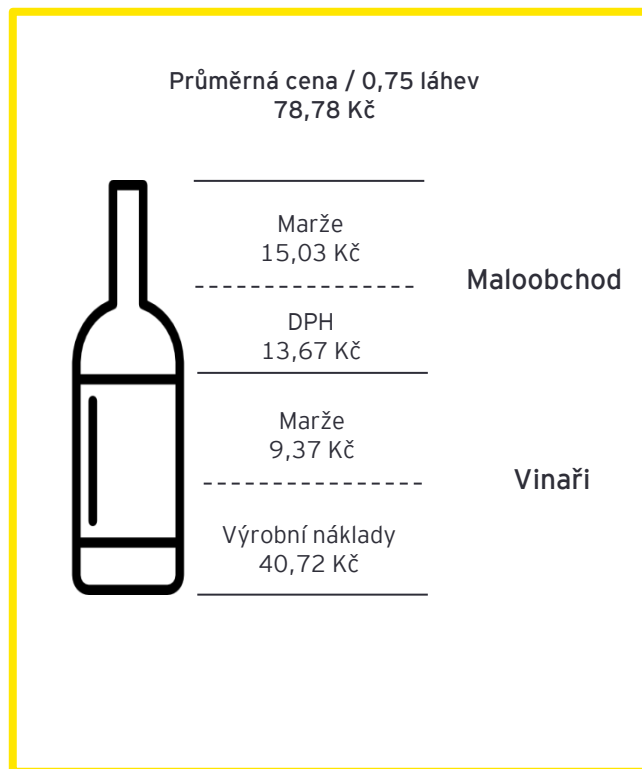 Průměrná cena / 0,75 láhev
78,78 Kč
Marže
15,03 Kč
Maloobchod
DPH
13,67 Kč
Marže
9,37 Kč
Vinaři
Výrobní náklady
40,72 Kč